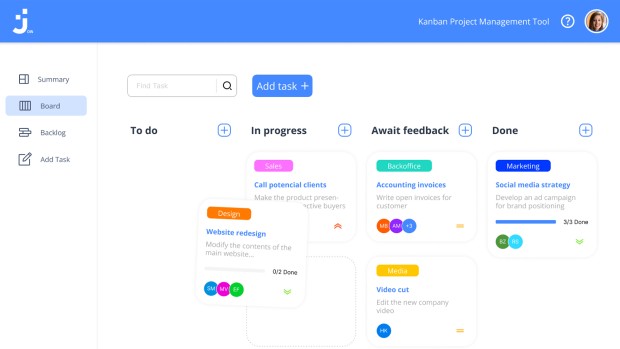 Kanban Project Management Tool
Summary
Board
Backlog
Add Task
Find Task
Add task +
To do
In progress
Await feedback
Done
Sales
Call potencial clients
Make the product presen-
ective buyers
Design
Website redesign
Modify the contents of the
main website...
0/2 Done
SM MV EF
Backoffice
Accounting invoices
Write open invoices for
customer
MB +3
Media
Video cut
Edit the new company
video
HK
Marketing
Social media strategy
Develop an ad campaign
for brand positioning
3/3 Done